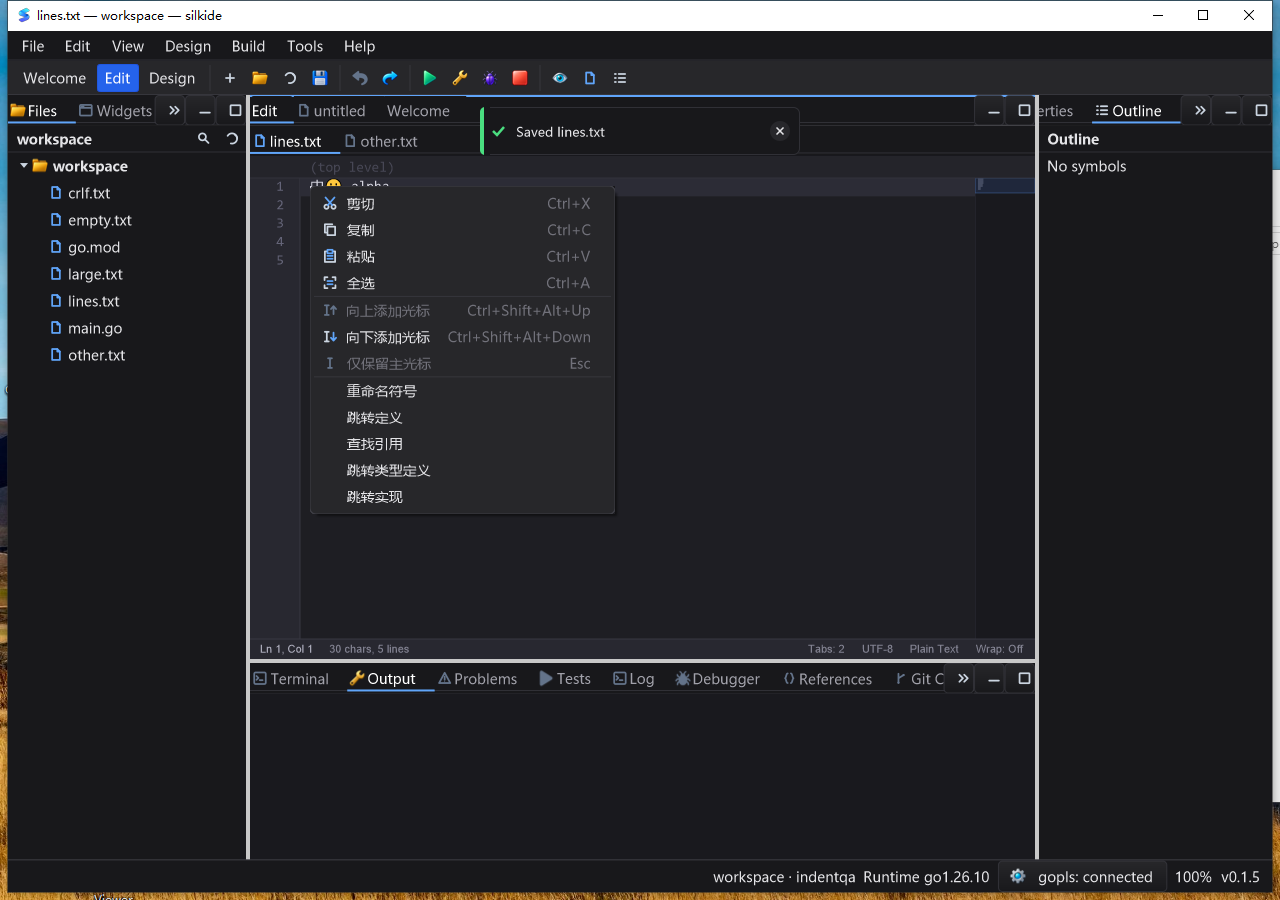 lines.txt — workspace — silkide
File Edit View Design Build Tools Help
Welcome Edit Design
Files Widgets
Edit untitled Welcome
erties Outline
Saved lines.txt
workspace
lines.txt other.txt
Outline
workspace
(top level)
No symbols
1 中 alpha
2
3
4
5
crlf.txt
empty.txt
go.mod
large.txt
lines.txt
main.go
other.txt
剪切 Ctrl+X
复制 Ctrl+C
粘贴 Ctrl+V
全选 Ctrl+A
向上添加光标 Ctrl+Shift+Alt+Up
向下添加光标 Ctrl+Shift+Alt+Down
仅保留主光标 Esc
重命名符号
跳转定义
查找引用
跳转类型定义
跳转实现
Ln 1, Col 1 30 chars, 5 lines Tabs: 2 UTF-8 Plain Text Wrap: Off
Terminal Output Problems Tests Log Debugger References Git C
workspace · indentqa Runtime go1.26.10 gopls: connected 100% v0.1.5